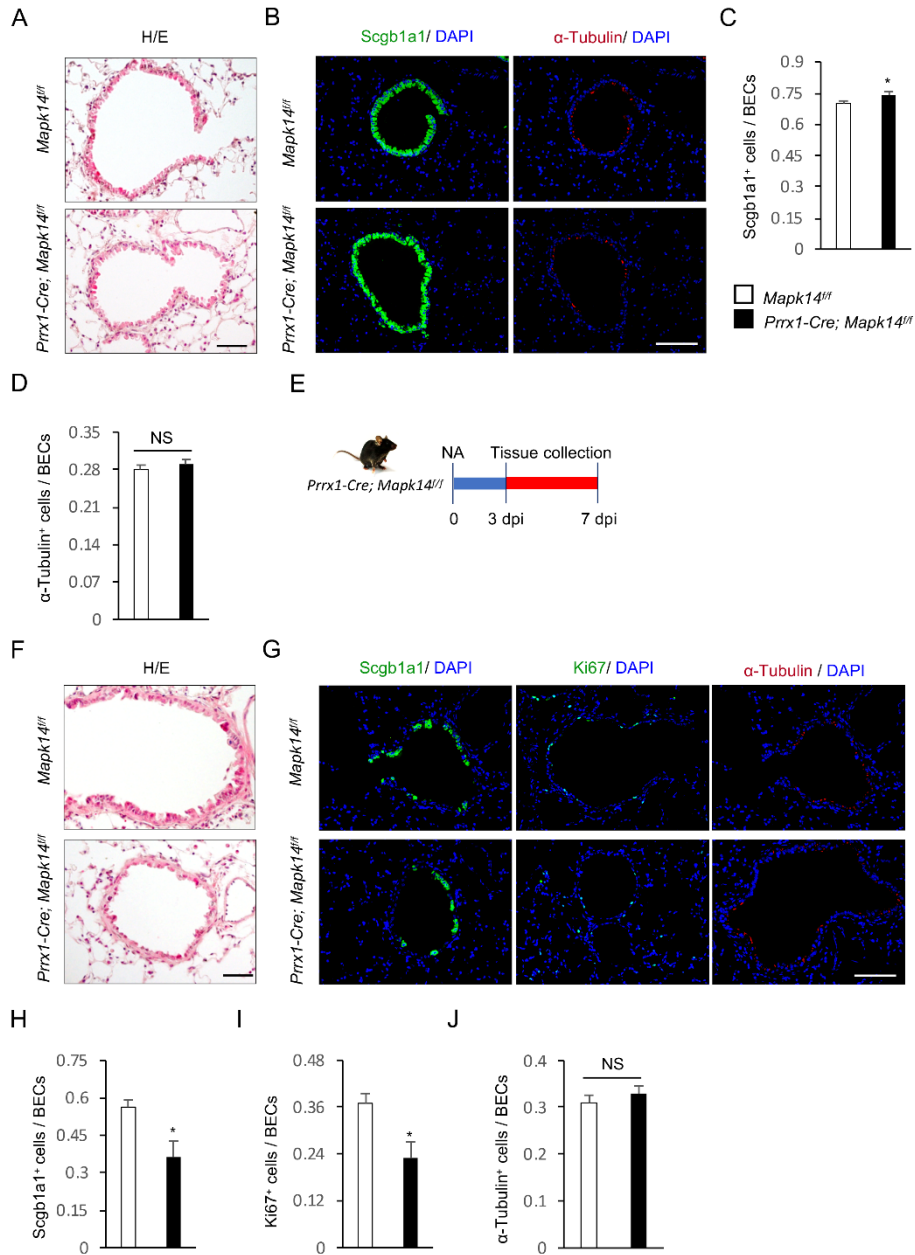 A
H/E
Mapk14f/f
Prrx1-Cre; Mapk14f/f
B
Scgb1a1/ DAPI
α-Tubulin/ DAPI
Mapk14f/f
Prrx1-Cre; Mapk14f/f
C
Scgb1a1+ cells / BECs
0.9
0.75
0.6
0.45
0.3
0.15
0
*
Mapk14f/f
Prrx1-Cre; Mapk14f/f
D
α-Tubulin+ cells / BECs
0.35
0.28
0.21
0.14
0.07
0
NS
E
NA
Tissue collection
Prrx1-Cre; Mapk14f/f
0
3 dpi
7 dpi
F
H/E
Mapk14f/f
Prrx1-Cre; Mapk14f/f
G
Scgb1a1/ DAPI
Ki67/ DAPI
α-Tubulin / DAPI
Mapk14f/f
Prrx1-Cre; Mapk14f/f
H
Scgb1a1+ cells / BECs
0.75
0.6
0.45
0.3
0.15
0
*
I
Ki67+ cells / BECs
0.48
0.36
0.24
0.12
0
*
J
α-Tubulin+ cells / BECs
0.4
0.3
0.2
0.1
0
NS